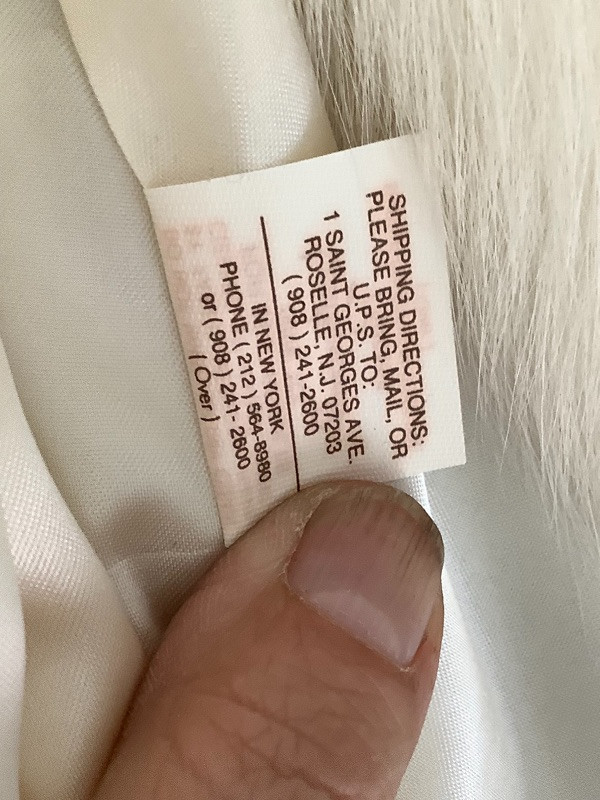 SHIPPING DIRECTIONS:
PLEASE BRING, MAIL, OR
U.P.S. TO:
1 SAINT GEORGES AVE.
ROSELLE, N.J. 07203
( 908 ) 241-2600
IN NEW YORK
PHONE ( 212 ) 564-8980
or ( 908 ) 241- 2600
( Over )